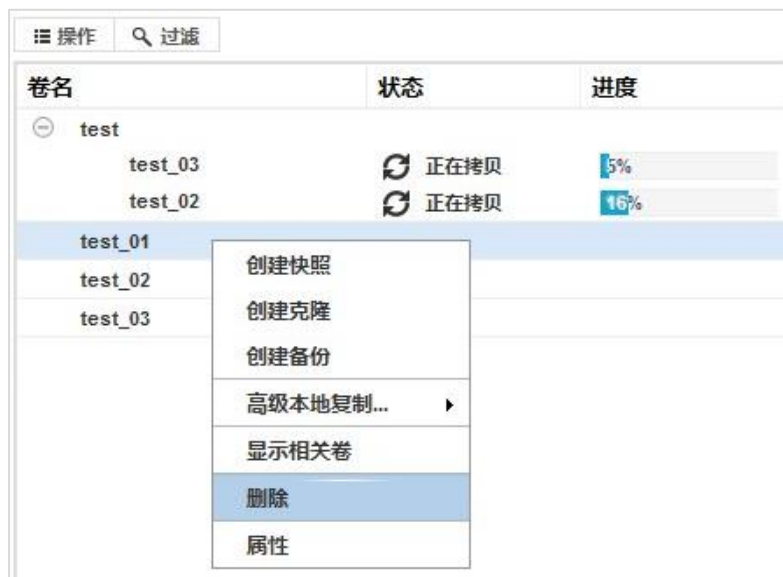 操作 过滤
卷名 状态 进度
test
test_03 正在拷贝 5%
test_02 正在拷贝 16%
test_01
test_02
test_03
创建快照
创建克隆
创建备份
高级本地复制...
显示相关卷
删除
属性